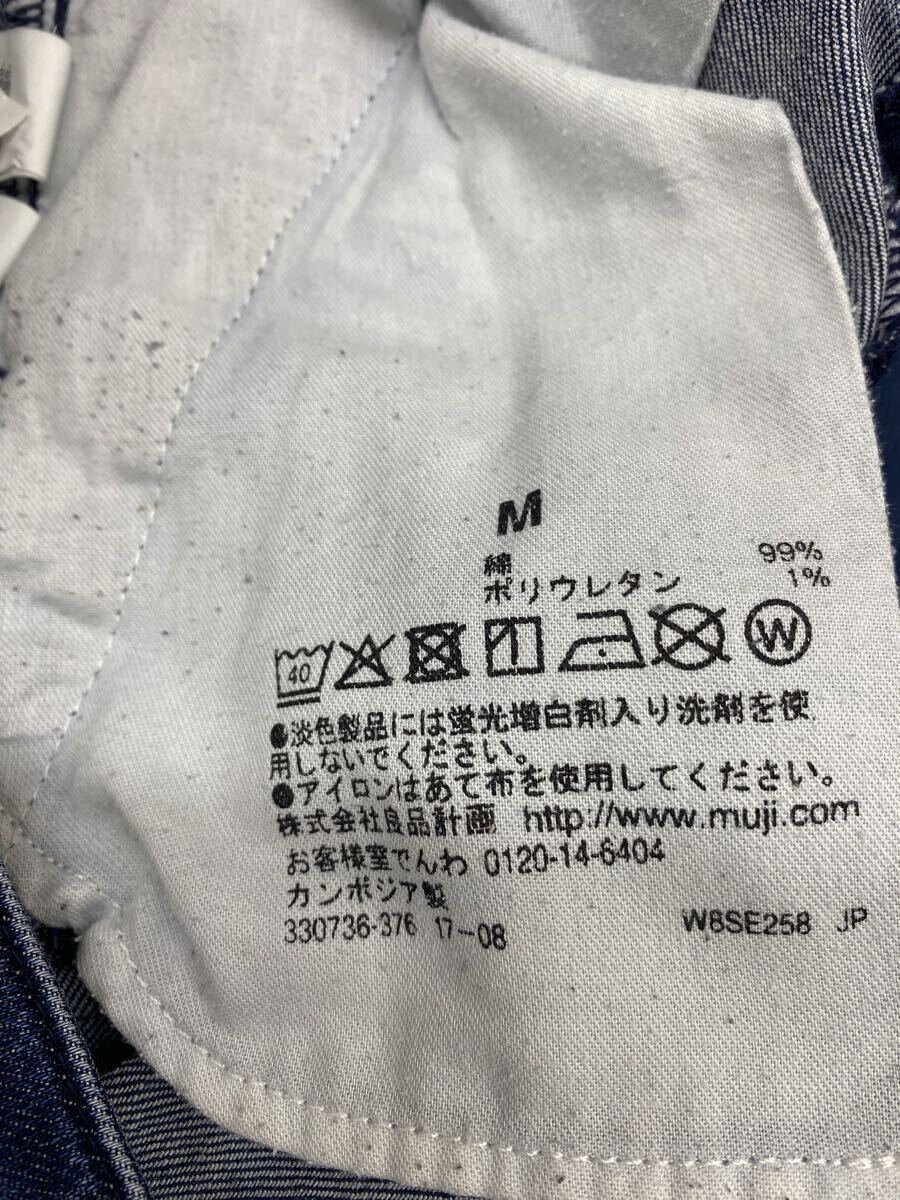 M
綿 99%
ポリウレタン 1%
40 W
●淡色製品には蛍光増白剤入り洗剤を使
用しないでください。
●アイロンはあて布を使用してください。
株式会社良品計画 http://www.muji.com
お客様室でんわ 0120-14-6404
カンボジア製
330736-376 17-08 W8SE258 JP